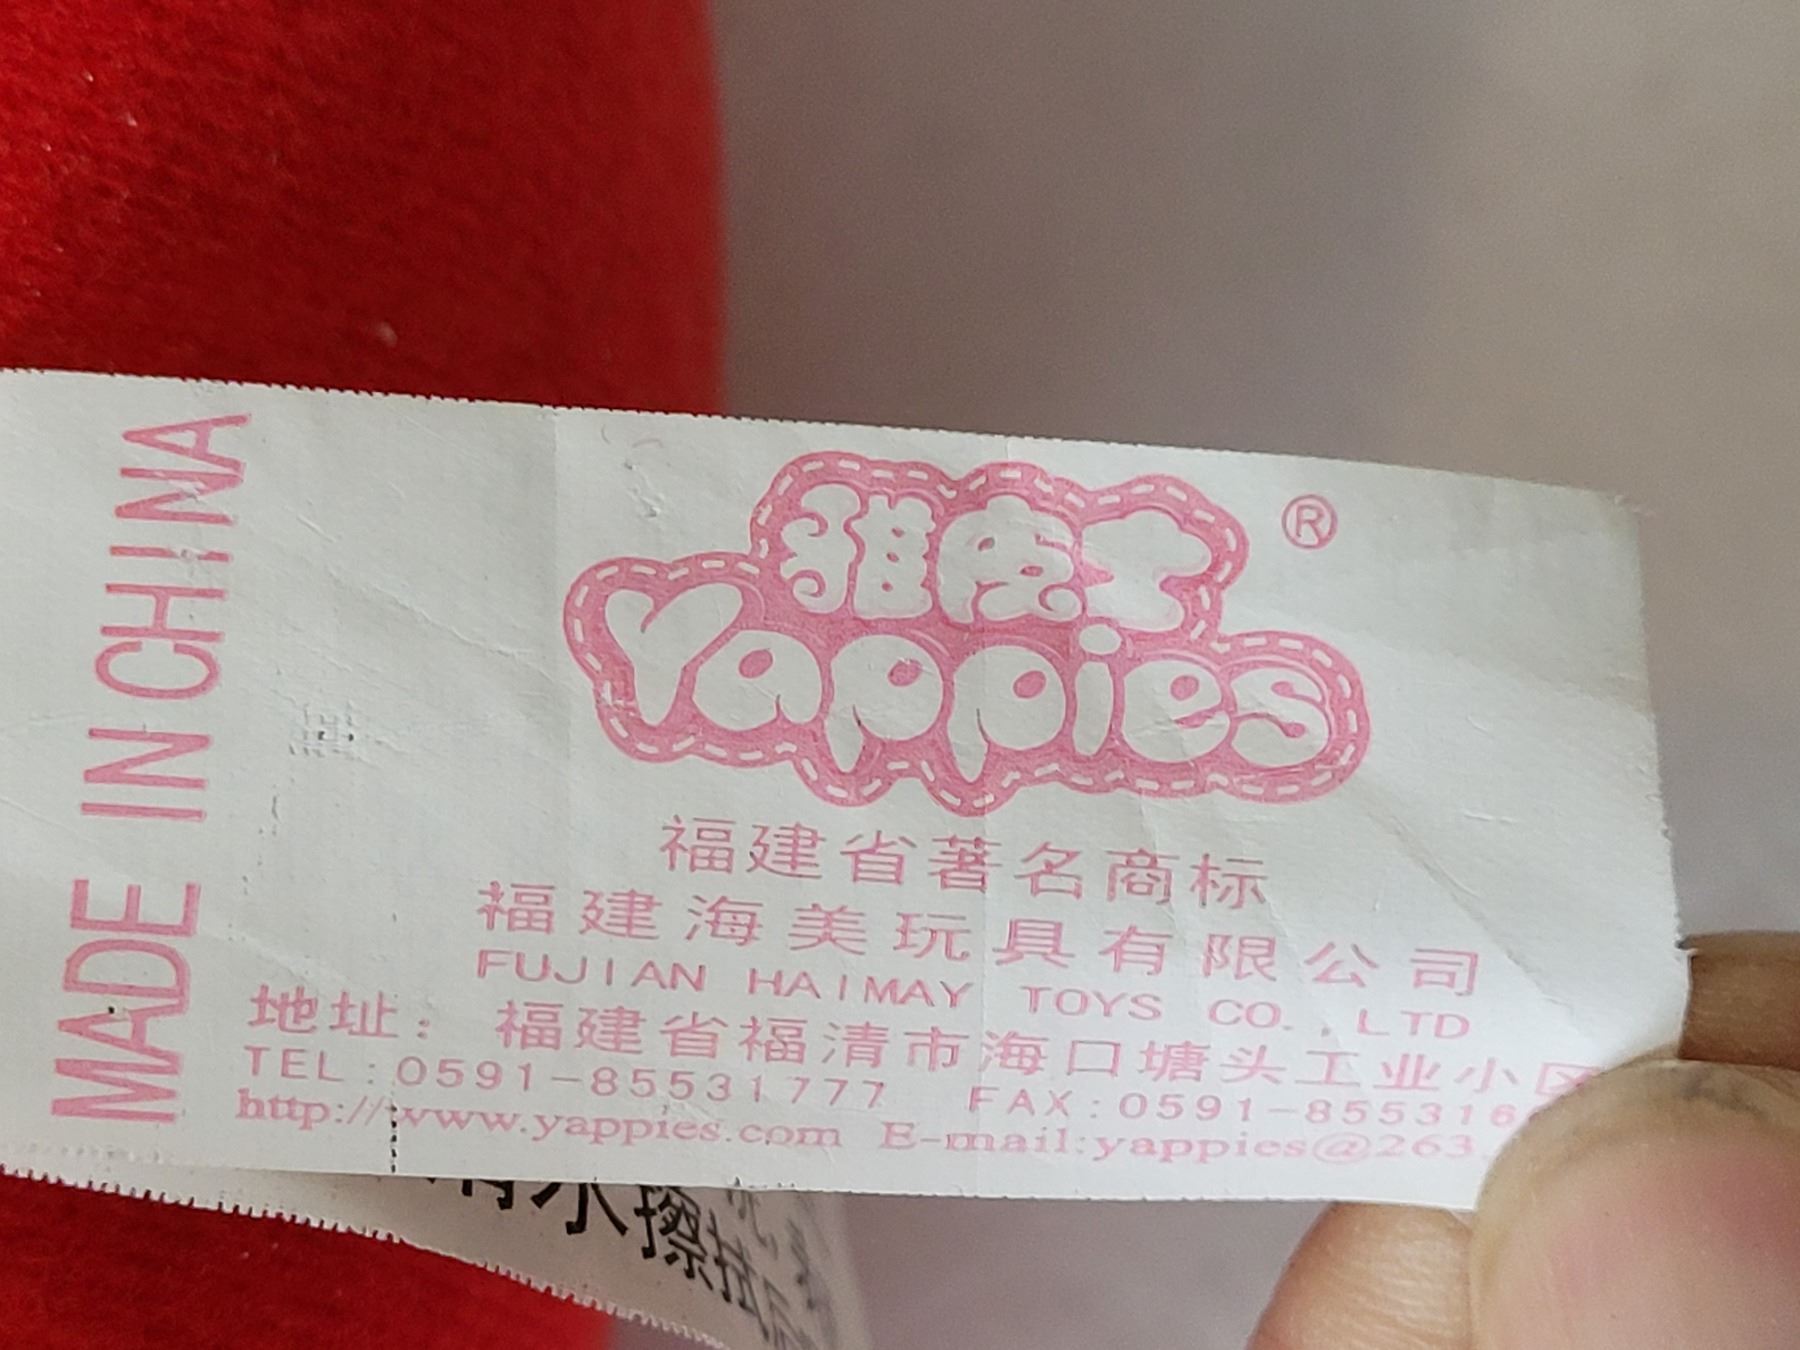 MADE IN CHINA
雅皮士®
Yappies
福建省著名商标
福建海美玩具有限公司
FUJIAN HAIMAY TOYS CO.,LTD
地址：福建省福清市海口塘头工业小区
TEL:0591-85531777 FAX:0591-855316
http://www.yappies.com E-mail:yappies@263
水擦拭